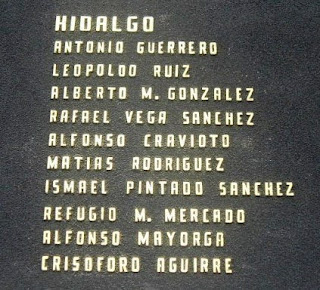 HIDALGO
ANTONIO GUERRERO
LEOPOLDO RUIZ
ALBERTO M. GONZALEZ
RAFAEL VEGA SANCHEZ
ALFONSO CRAVIOTO
MATIAS RODRIGUEZ
ISMAEL PINTADO SANCHEZ
REFUGIO M. MERCADO
ALFONSO MAYORGA
CRISOFORO AGUIRRE